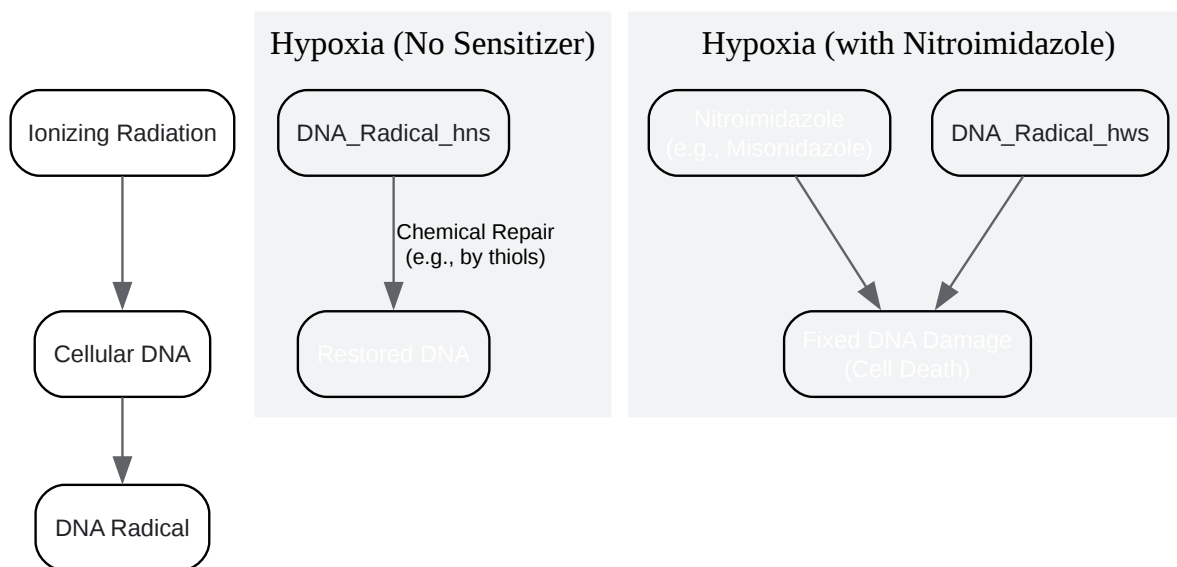 Hypoxia (No Sensitizer)
Hypoxia (with Nitroimidazole)
Ionizing Radiation
DNA_Radical_hns
Nitroimidazole
(e.g., Misonidazole)
DNA_Radical_hws
Chemical Repair
(e.g., by thiols)
Cellular DNA
Restored DNA
Fixed DNA Damage
(Cell Death)
DNA Radical